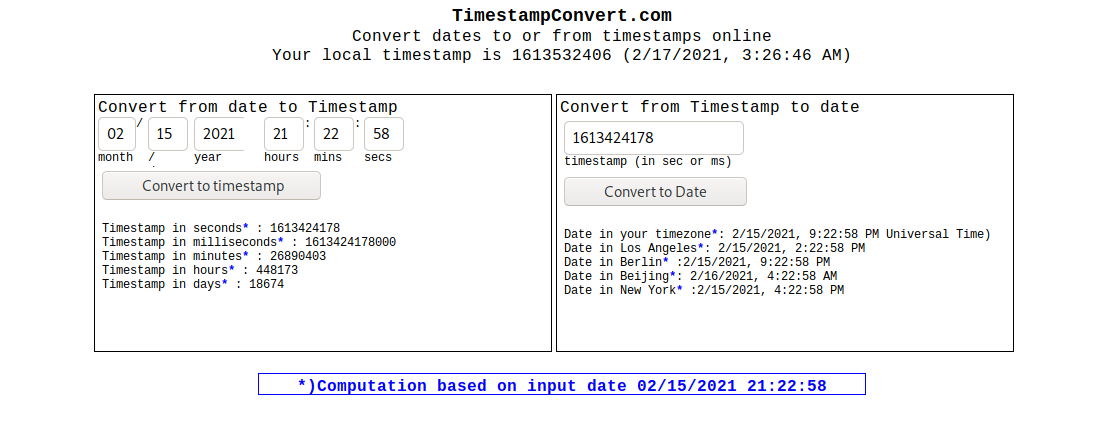 TimestampConvert.com
Convert dates to or from timestamps online
Your local timestamp is 1613532406 (2/17/2021, 3:26:46 AM)
Convert from date to Timestamp
02 / 15 2021 21 : 22 : 58
month / year hours mins secs
Convert to timestamp
Timestamp in seconds* : 1613424178
Timestamp in milliseconds* : 1613424178000
Timestamp in minutes* : 26890403
Timestamp in hours* : 448173
Timestamp in days* : 18674
Convert from Timestamp to date
1613424178
timestamp (in sec or ms)
Convert to Date
Date in your timezone*: 2/15/2021, 9:22:58 PM Universal Time)
Date in Los Angeles*: 2/15/2021, 2:22:58 PM
Date in Berlin* :2/15/2021, 9:22:58 PM
Date in Beijing*: 2/16/2021, 4:22:58 AM
Date in New York* :2/15/2021, 4:22:58 PM
*)Computation based on input date 02/15/2021 21:22:58